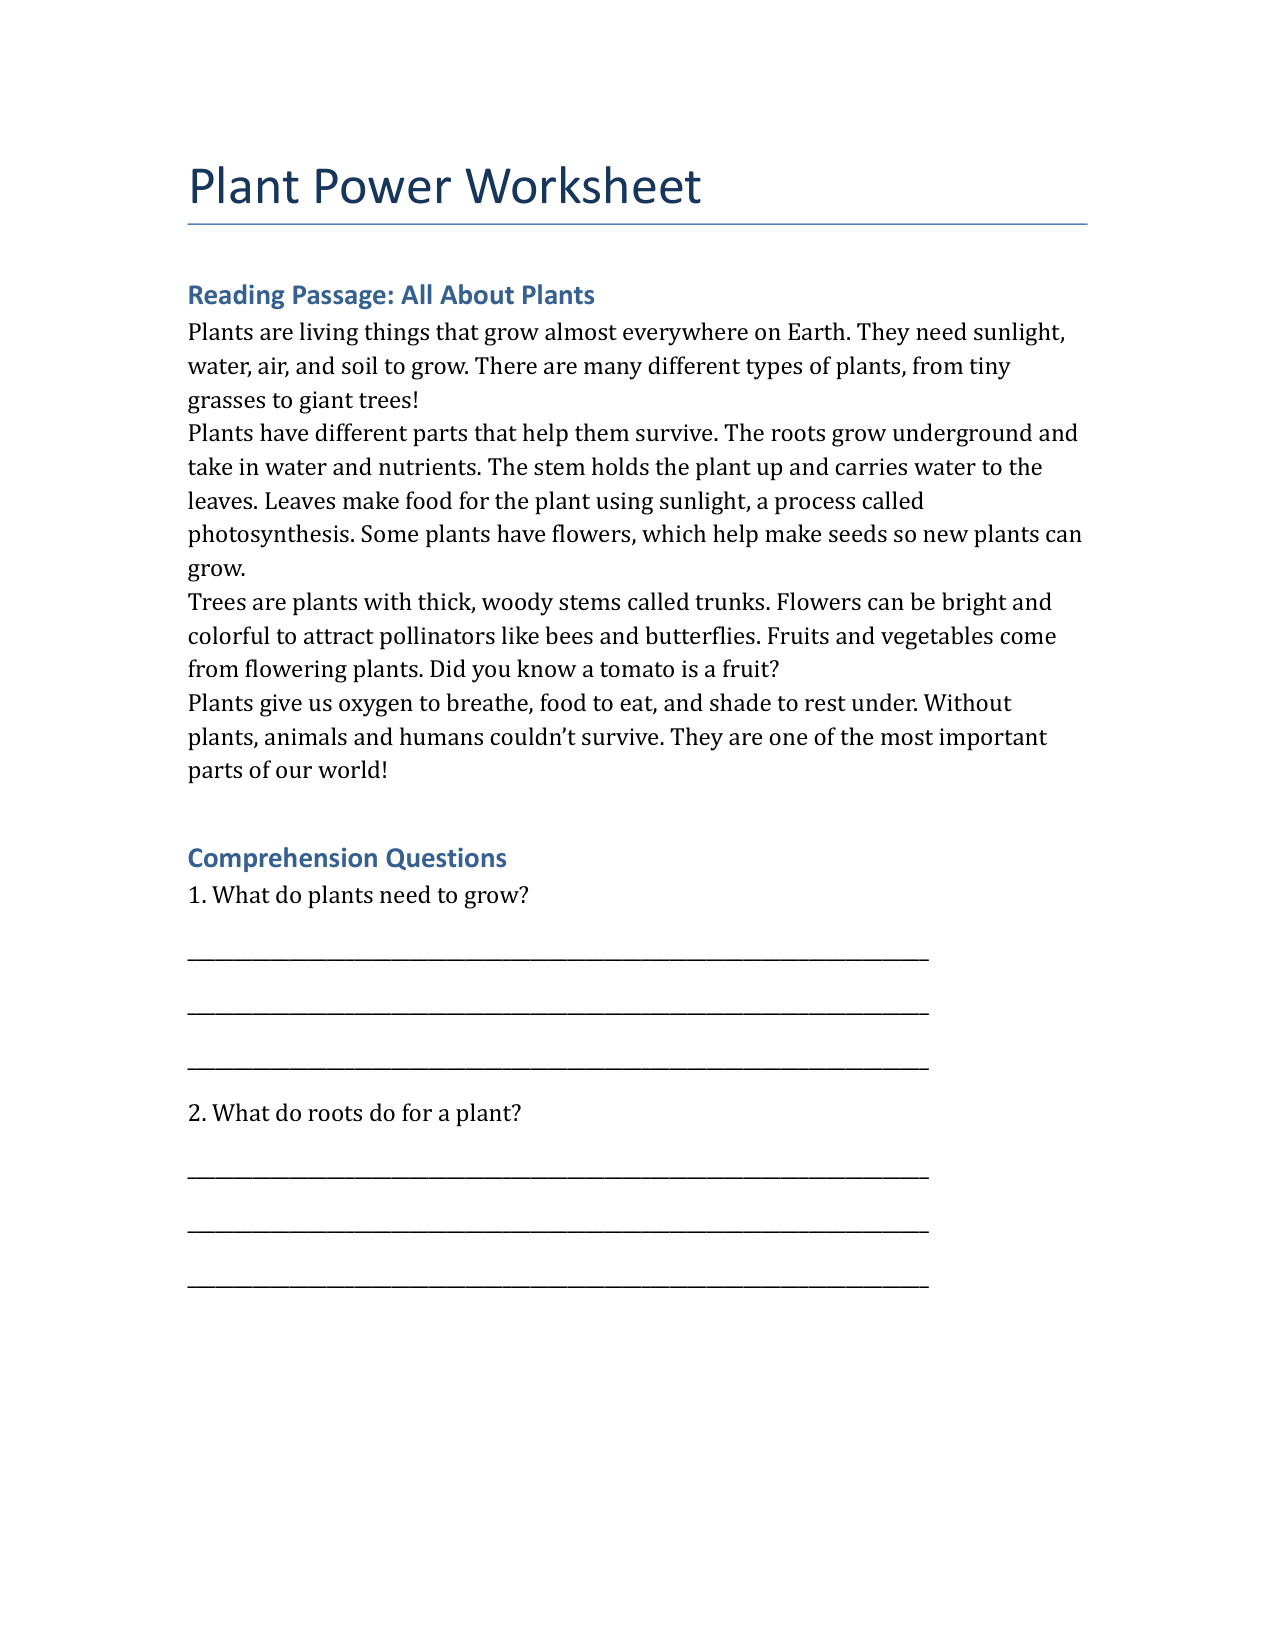 Plant Power Worksheet
Reading Passage: All About Plants
Plants are living things that grow almost everywhere on Earth. They need sunlight,
water, air, and soil to grow. There are many different types of plants, from tiny
grasses to giant trees!
Plants have different parts that help them survive. The roots grow underground and
take in water and nutrients. The stem holds the plant up and carries water to the
leaves. Leaves make food for the plant using sunlight, a process called
photosynthesis. Some plants have flowers, which help make seeds so new plants can
grow.
Trees are plants with thick, woody stems called trunks. Flowers can be bright and
colorful to attract pollinators like bees and butterflies. Fruits and vegetables come
from flowering plants. Did you know a tomato is a fruit?
Plants give us oxygen to breathe, food to eat, and shade to rest under. Without
plants, animals and humans couldn’t survive. They are one of the most important
parts of our world!
Comprehension Questions
1. What do plants need to grow?
____________________________________________________________
____________________________________________________________
____________________________________________________________
2. What do roots do for a plant?
____________________________________________________________
____________________________________________________________
____________________________________________________________